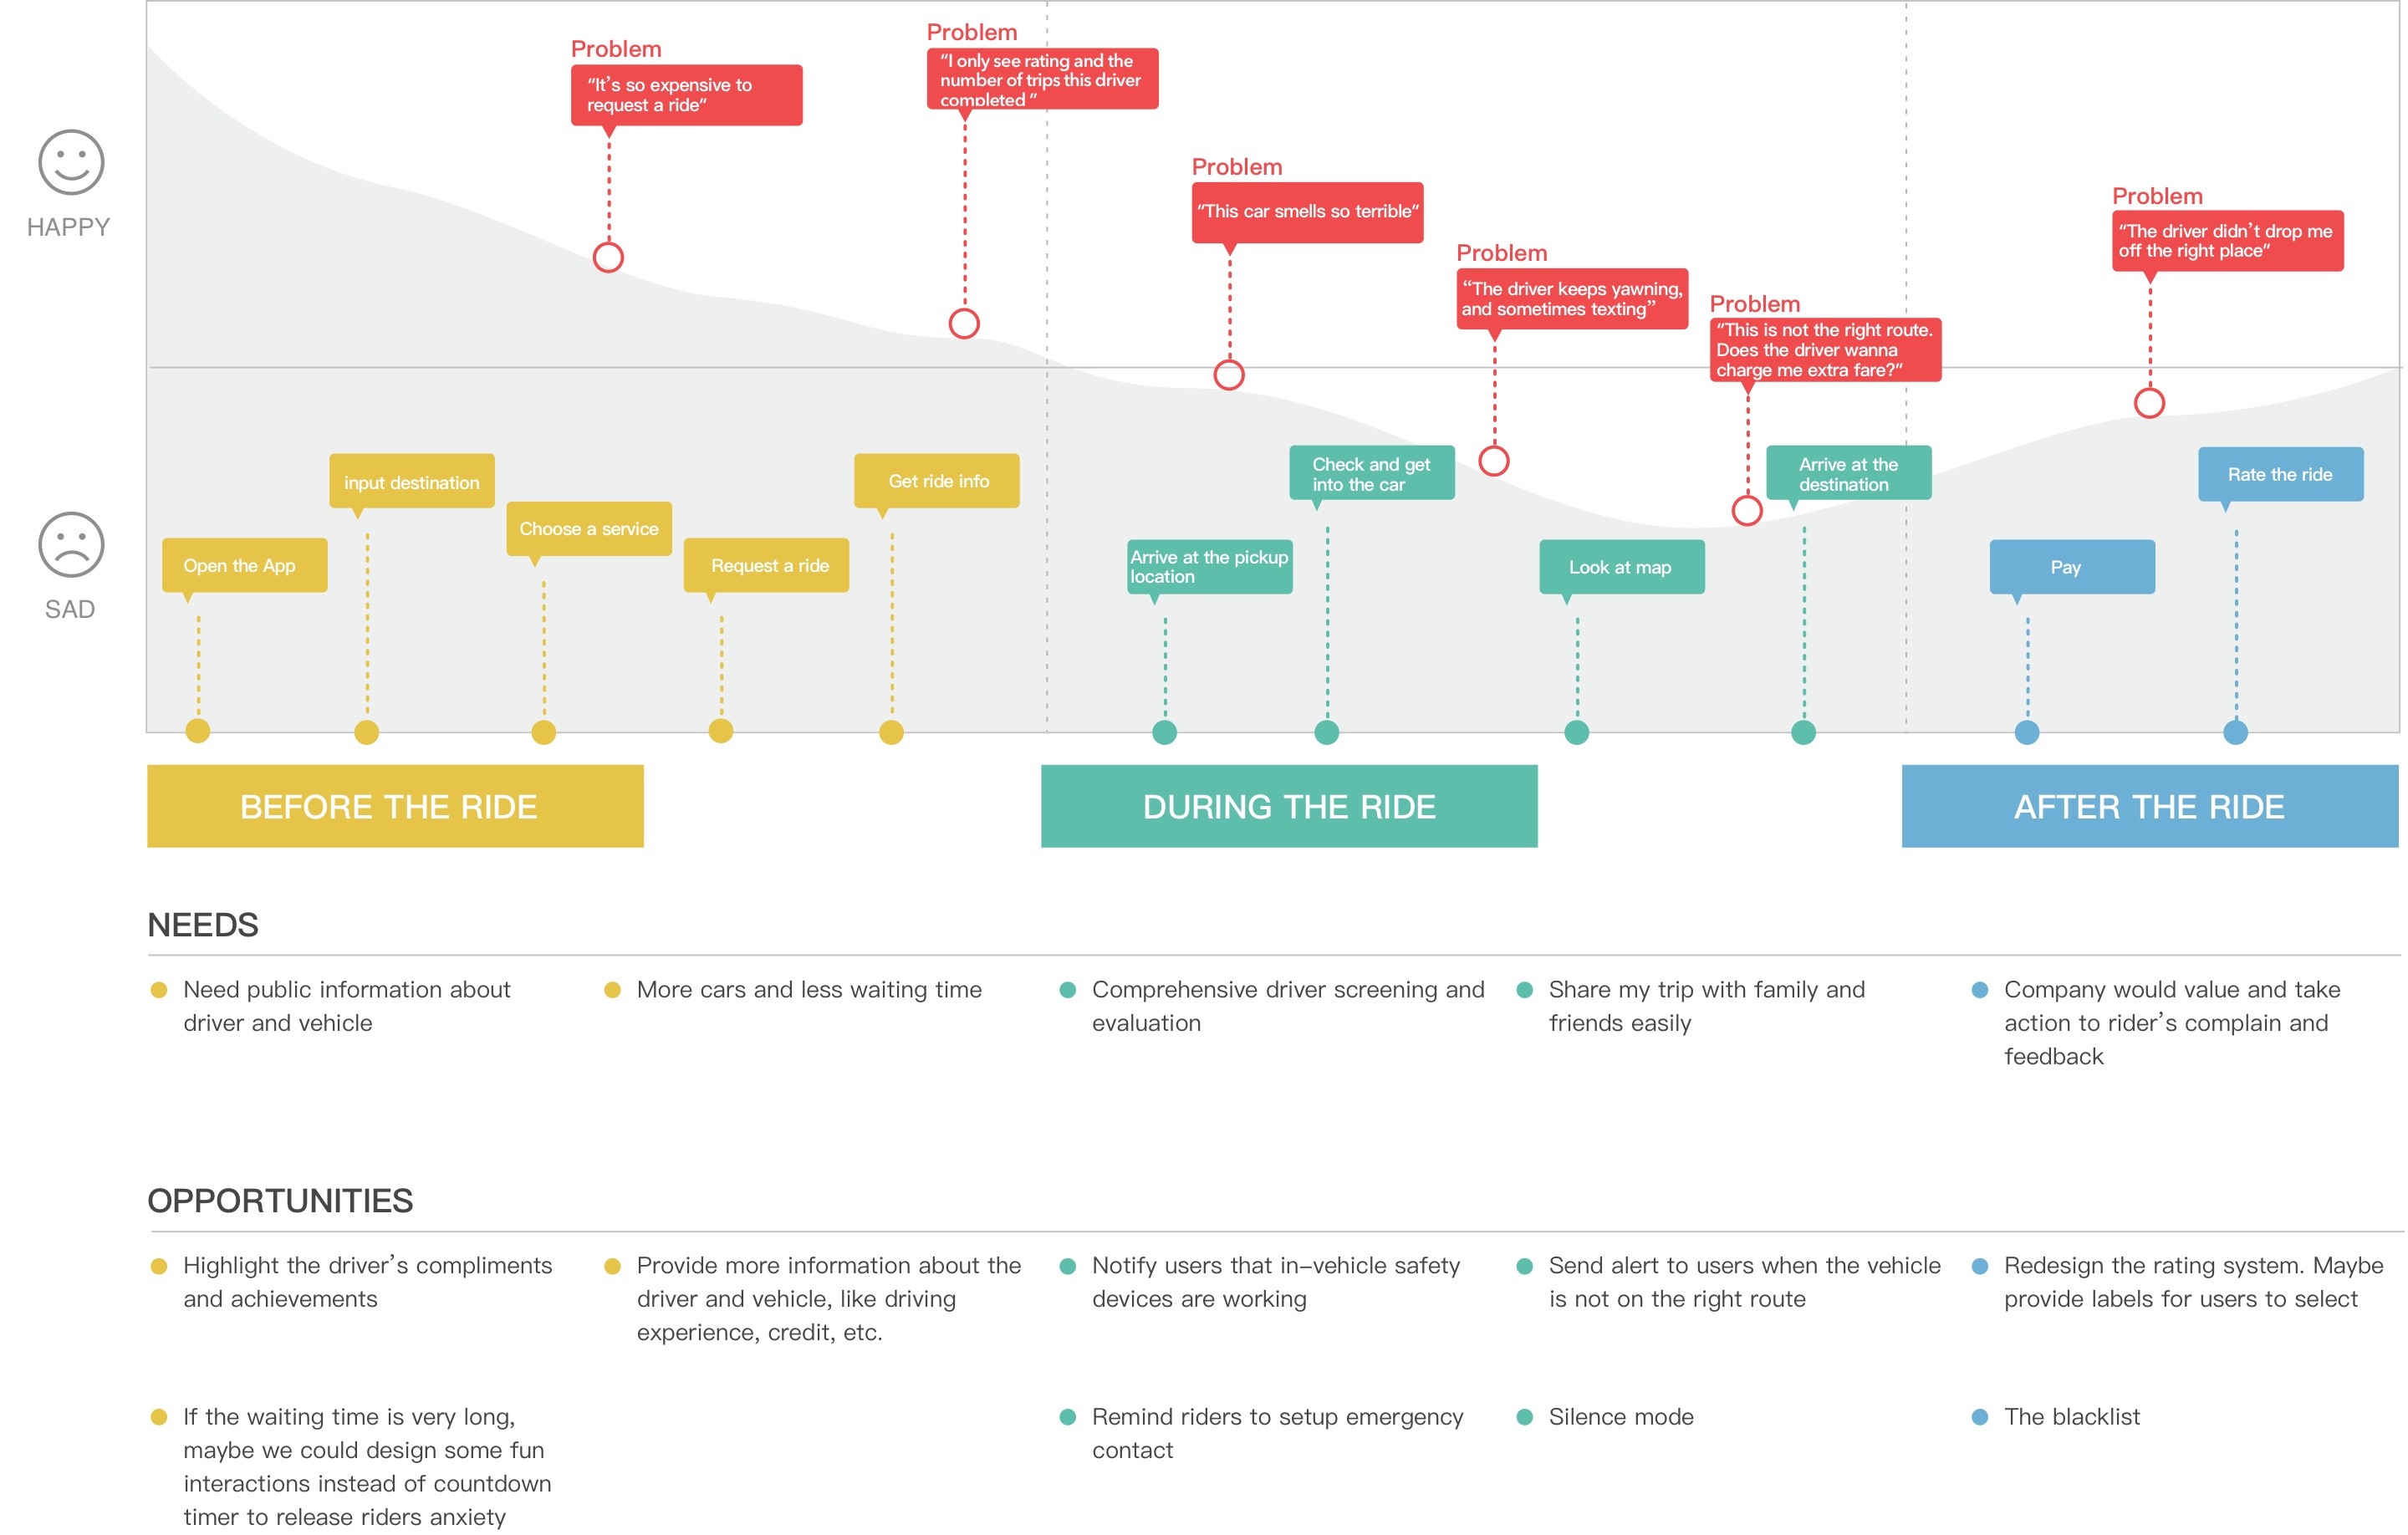 Problem
“It’s so expensive to
request a ride”
Problem
“I only see rating and the
number of trips this driver
completed ”
Problem
“This car smells so terrible”
Problem
“The driver keeps yawning,
and sometimes texting”
Problem
“This is not the right route.
Does the driver wanna
charge me extra fare?”
Problem
“The driver didn’t drop me
off the right place”
HAPPY
SAD
Open the App
input destination
Choose a service
Request a ride
Get ride info
Arrive at the pickup
location
Check and get
into the car
Look at map
Arrive at the
destination
Pay
Rate the ride
BEFORE THE RIDE
DURING THE RIDE
AFTER THE RIDE
NEEDS
Need public information about
driver and vehicle
More cars and less waiting time
Comprehensive driver screening and
evaluation
Share my trip with family and
friends easily
Company would value and take
action to rider’s complain and
feedback
OPPORTUNITIES
Highlight the driver’s compliments
and achievements
Provide more information about the
driver and vehicle, like driving
experience, credit, etc.
Notify users that in-vehicle safety
devices are working
Send alert to users when the vehicle
is not on the right route
Redesign the rating system. Maybe
provide labels for users to select
If the waiting time is very long,
maybe we could design some fun
interactions instead of countdown
timer to release riders anxiety
Remind riders to setup emergency
contact
Silence mode
The blacklist